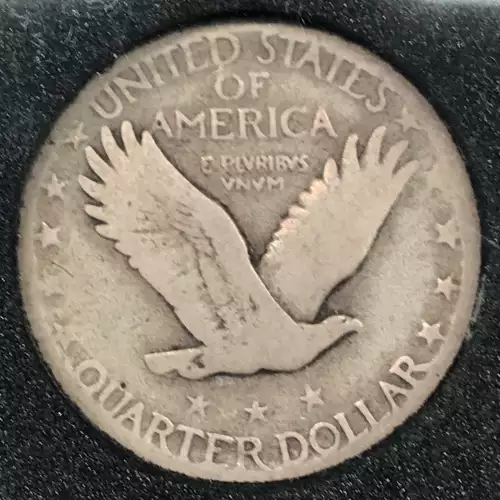 UNITED STATES
OF
AMERICA
E PLVRIBVS
VNVM
QUARTER DOLLAR